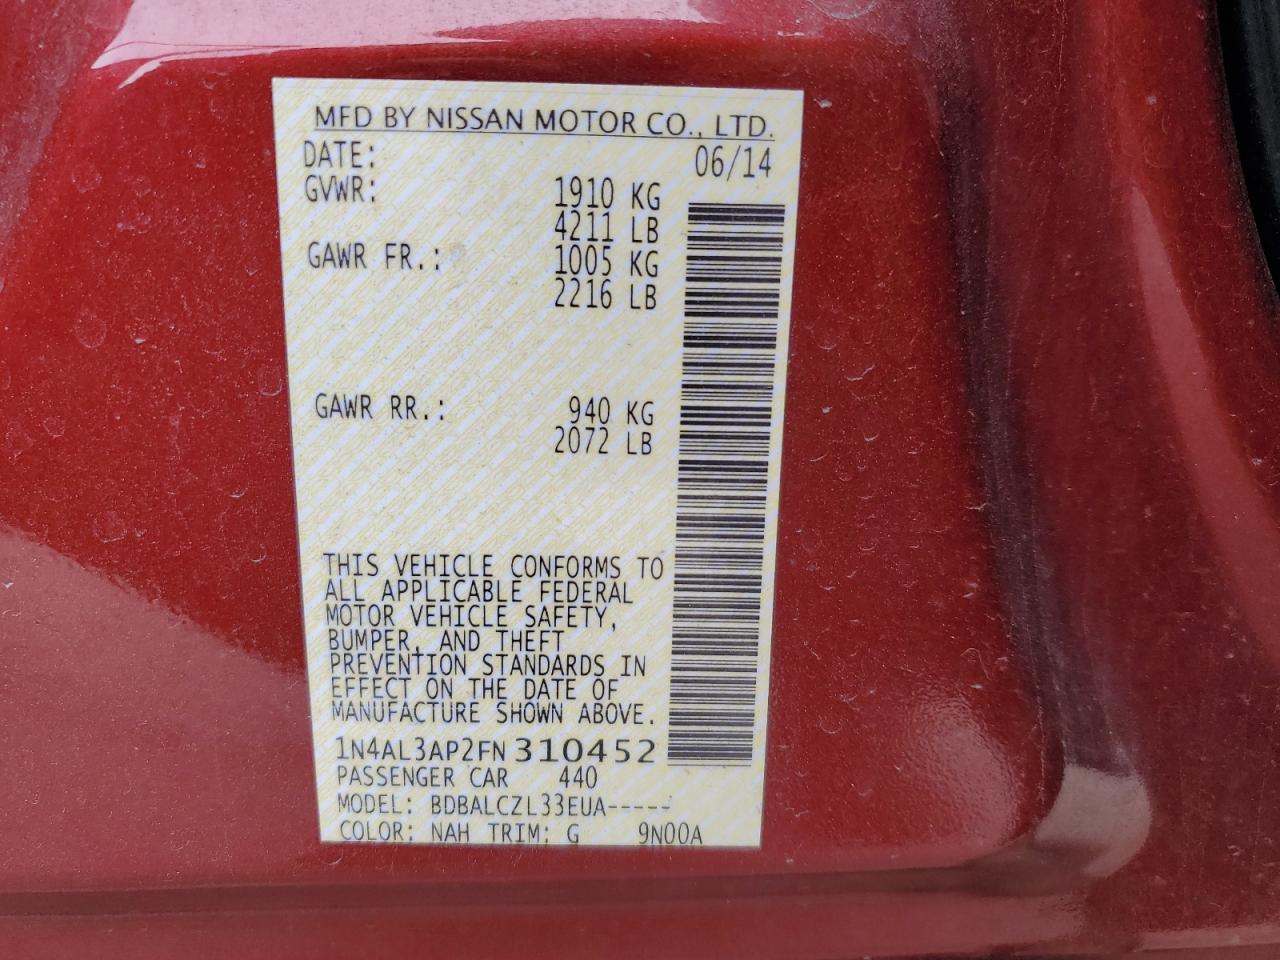 MFD BY NISSAN MOTOR CO., LTD.
DATE: 06/14
GVWR: 1910 KG
4211 LB
GAWR FR.: 1005 KG
2216 LB
GAWR RR.: 940 KG
2072 LB
THIS VEHICLE CONFORMS TO
ALL APPLICABLE FEDERAL
MOTOR VEHICLE SAFETY,
BUMPER, AND THEFT
PREVENTION STANDARDS IN
EFFECT ON THE DATE OF
MANUFACTURE SHOWN ABOVE.
1N4AL3AP2FN310452
PASSENGER CAR 440
MODEL: BDBALCZL33EUA-----
COLOR: NAH TRIM: G 9N00A